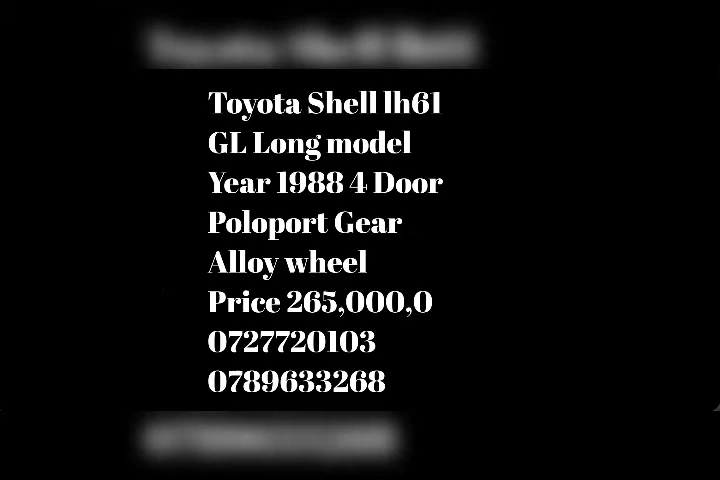 Toyota Shell lh61
GL Long model
Year 1988 4 Door
Poloport Gear
Alloy wheel
Price 265,000,0
0727720103
0789633268